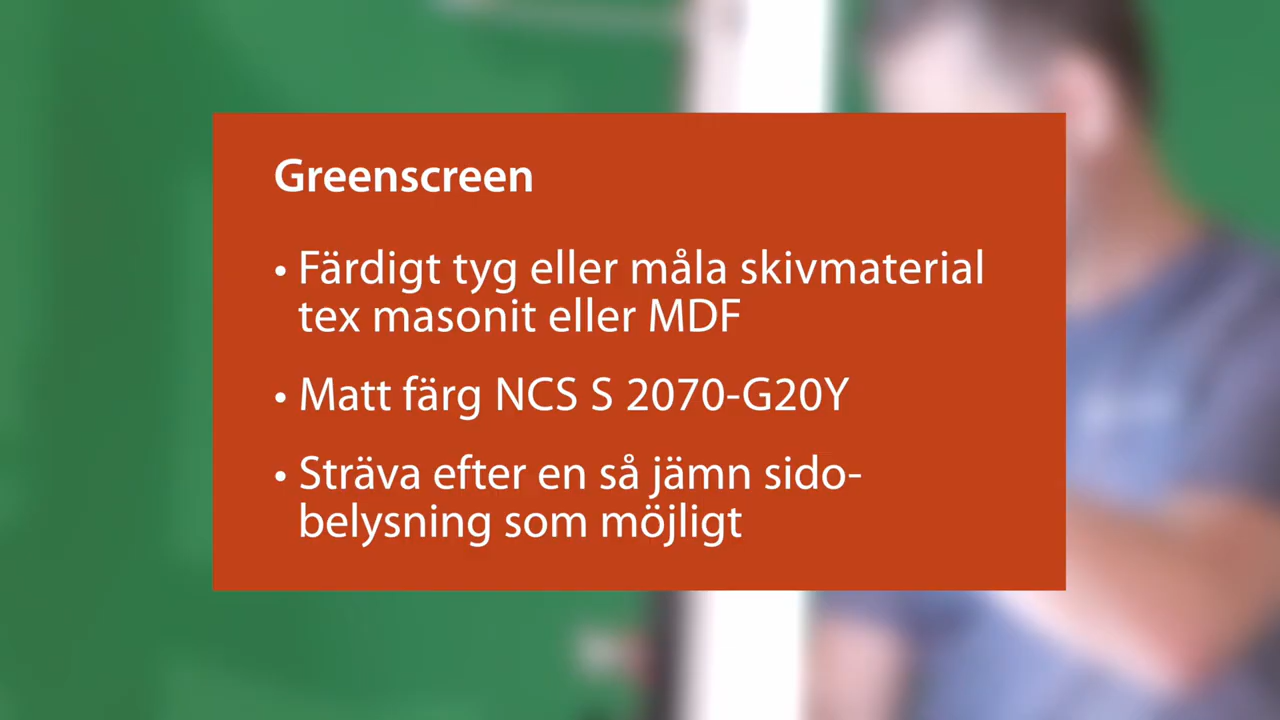 Greenscreen
• Färdigt tyg eller måla skivmaterial
tex masonit eller MDF
• Matt färg NCS S 2070-G20Y
• Sträva efter en så jämn sido-
belysning som möjligt